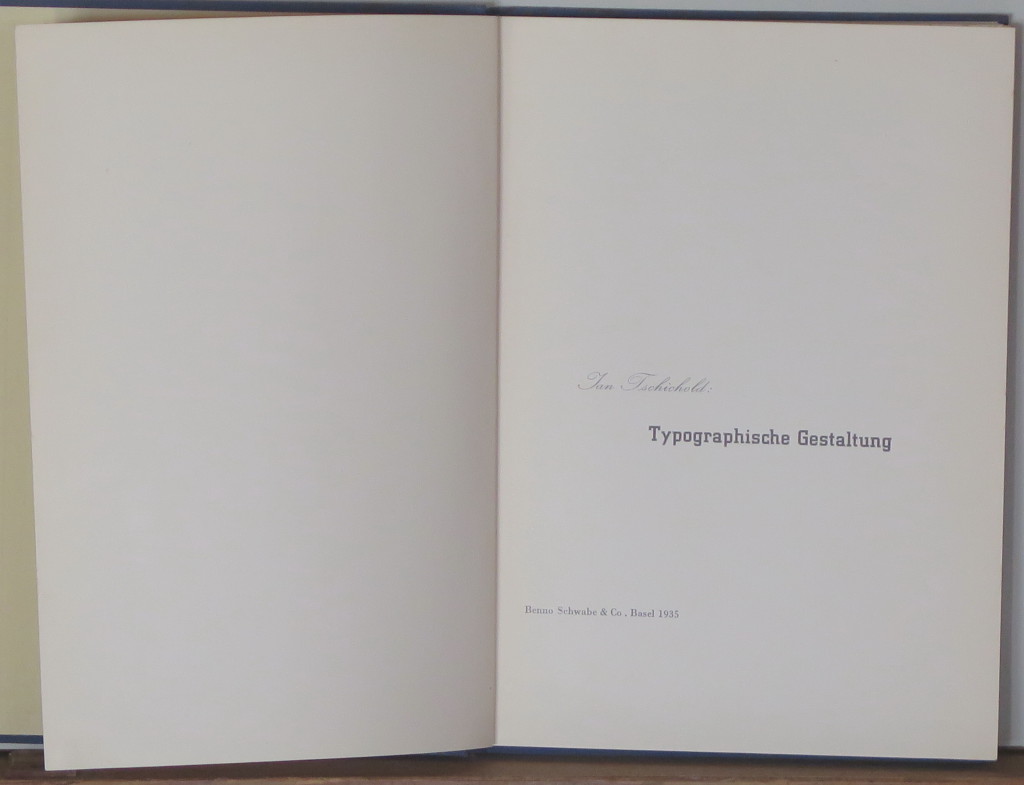 Jan Tschichold:
Typographische Gestaltung
Benno Schwabe & Co . Basel 1935